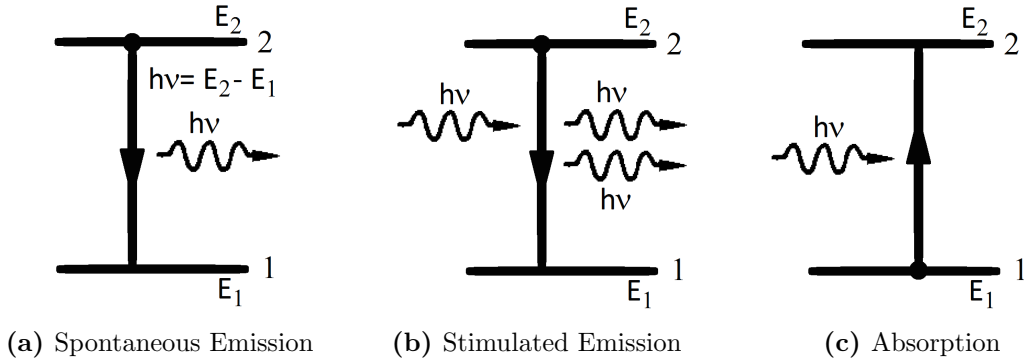 E₂
2
hν= E₂- E₁
hν
1
E₁
(a) Spontaneous Emission
E₂
2
hν
hν
hν
1
E₁
(b) Stimulated Emission
E₂
2
hν
1
E₁
(c) Absorption